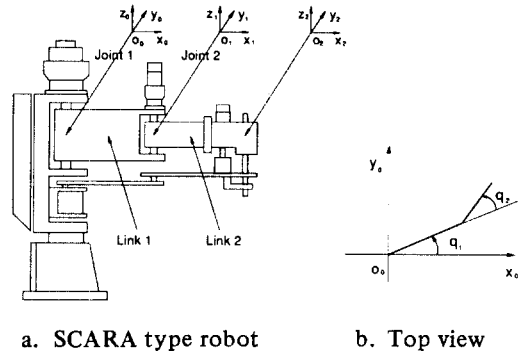 z₀ y₀ z₁ y₁ z₂ y₂
o₀ x₀ o₁ x₁ o₂ x₂
Joint 1 Joint 2
Link 1 Link 2
y₀
q₂
q₁
o₀ x₀
a. SCARA type robot b. Top view